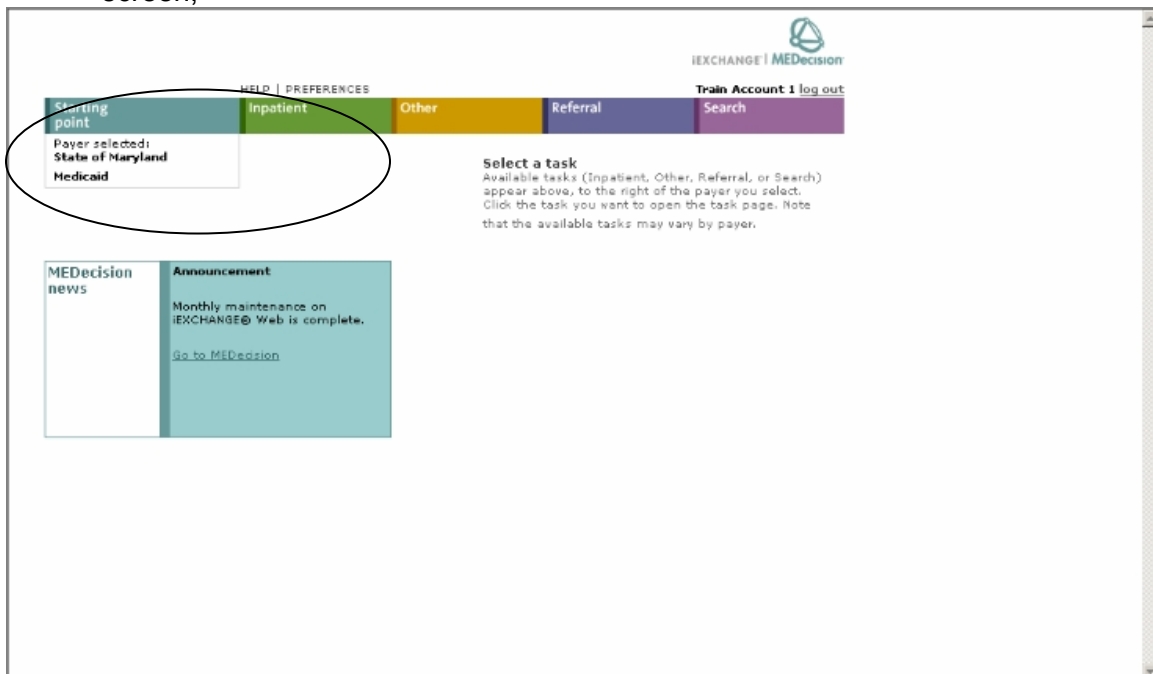 screen;
iEXCHANGE® | MEDecision®
HELP | PREFERENCES
Train Account 1 log out
Starting point
Inpatient
Other
Referral
Search
Payer selected:
State of Maryland
Medicaid
Select a task
Available tasks (Inpatient, Other, Referral, or Search)
appear above, to the right of the payer you select.
Click the task you want to open the task page. Note
that the available tasks may vary by payer.
MEDecision
news
Announcement
Monthly maintenance on
iEXCHANGE® Web is complete.
Go to MEDecision